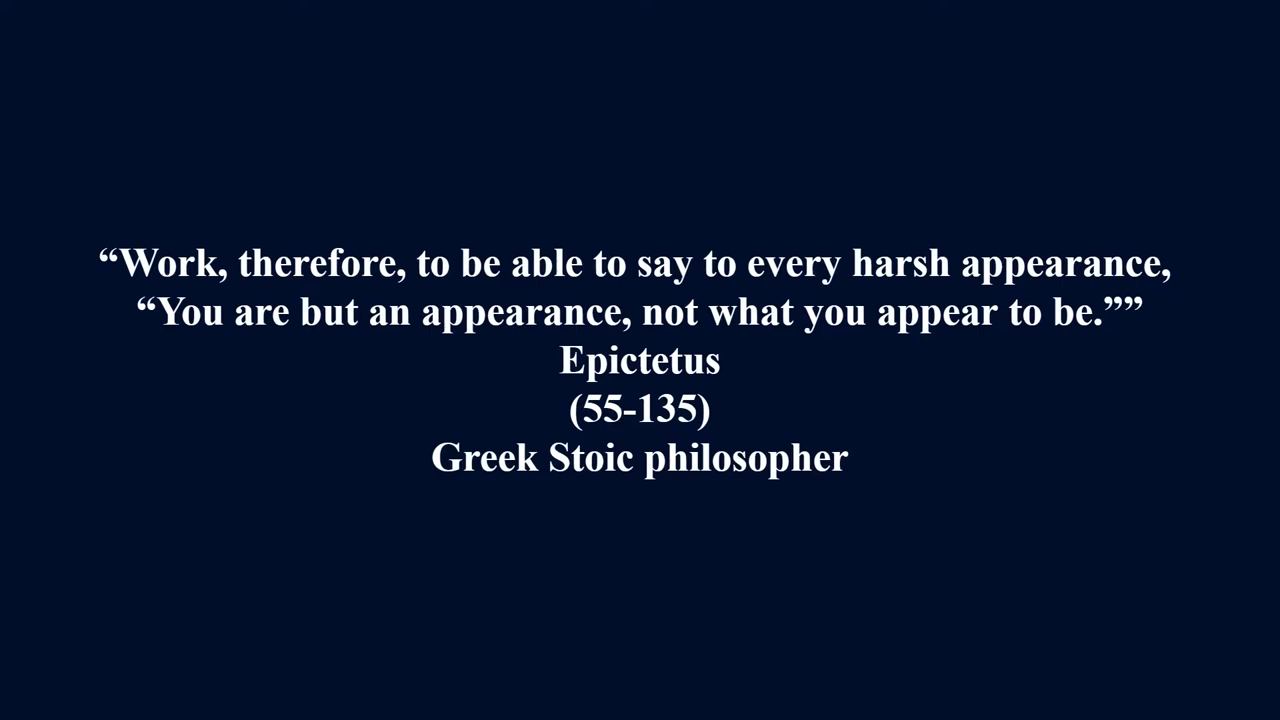 “Work, therefore, to be able to say to every harsh appearance,
“You are but an appearance, not what you appear to be.””
Epictetus
(55-135)
Greek Stoic philosopher